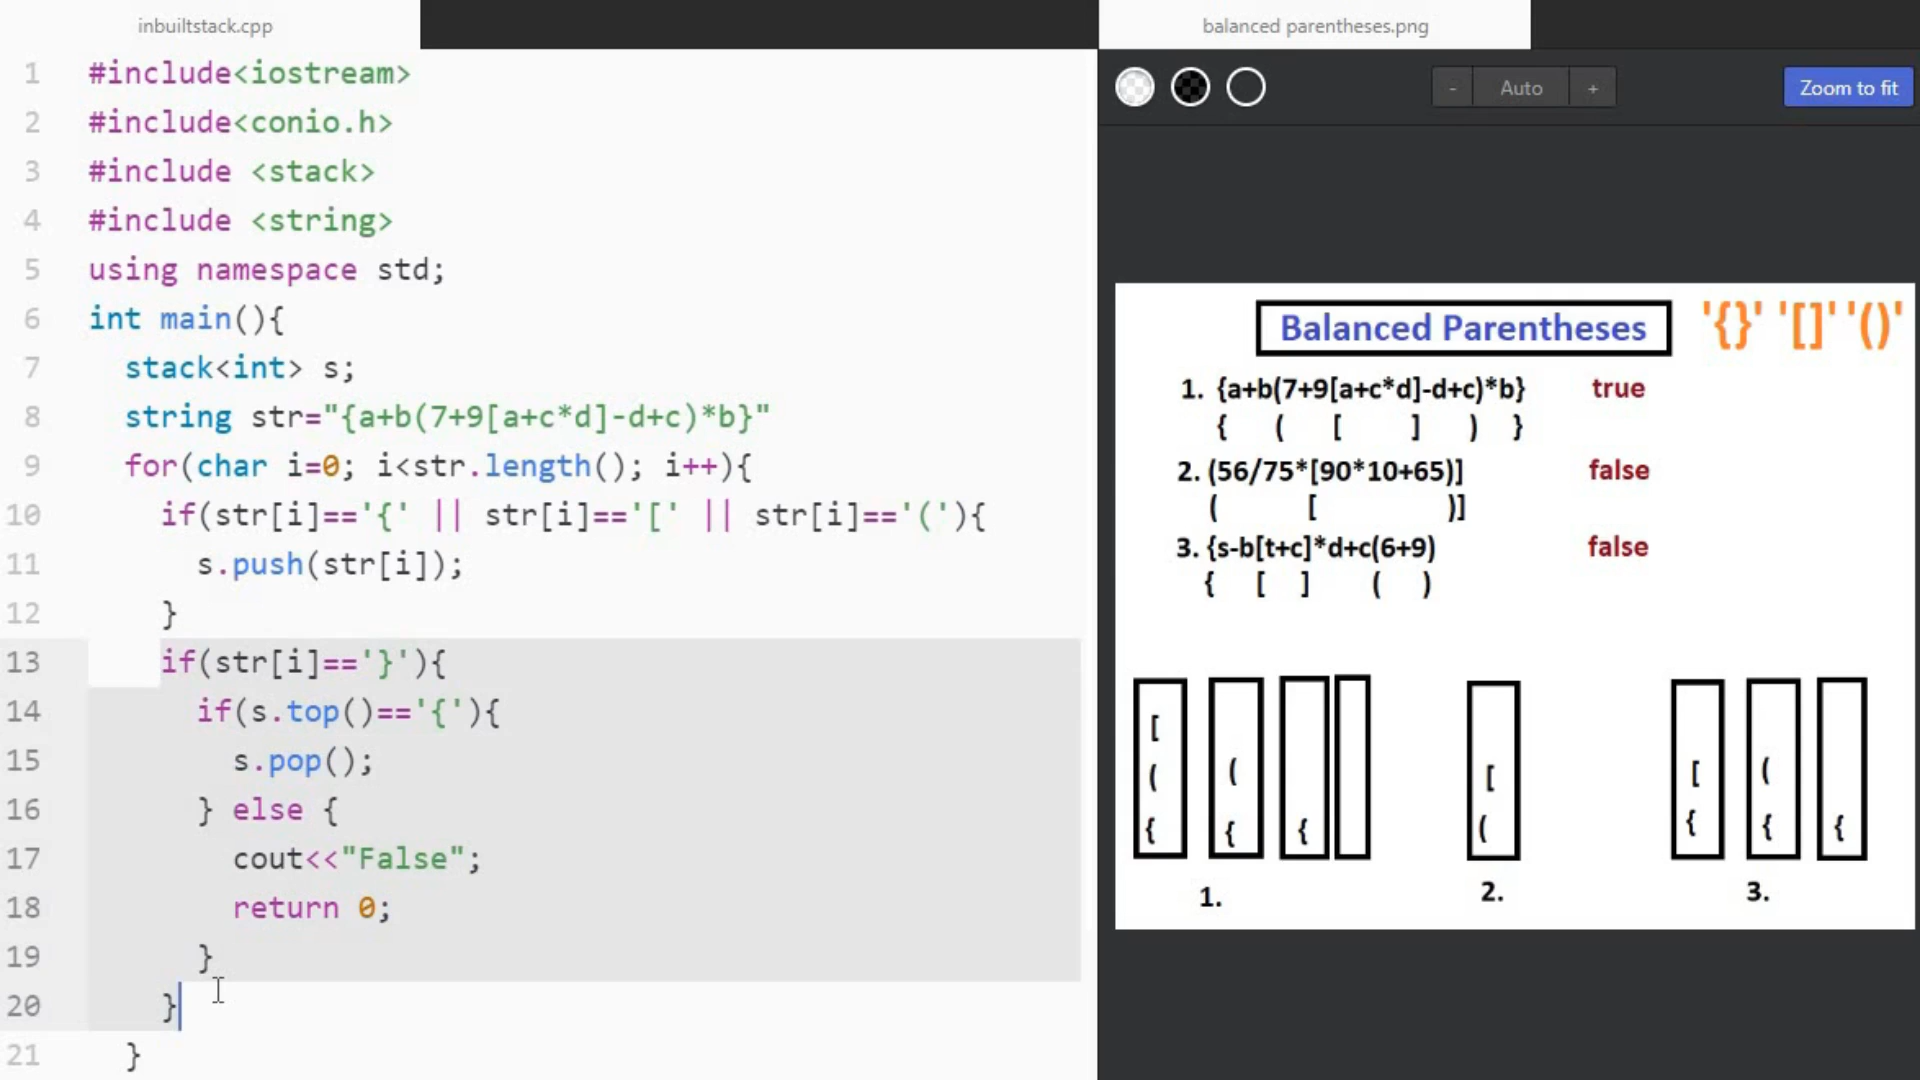 inbuiltstack.cpp
1 #include<iostream>
2 #include<conio.h>
3 #include <stack>
4 #include <string>
5 using namespace std;
6 int main(){
7 stack<int> s;
8 string str="{a+b(7+9[a+c*d]-d+c)*b}"
9 for(char i=0; i<str.length(); i++){
10 if(str[i]=='{' || str[i]=='[' || str[i]=='('){
11 s.push(str[i]);
12 }
13 if(str[i]=='}'){
14 if(s.top()=='{'){
15 s.pop();
16 } else {
17 cout<<"False";
18 return 0;
19 }
20 }
21 }
balanced parentheses.png
- Auto + Zoom to fit
Balanced Parentheses '{}' '[]' '()'
1. {a+b(7+9[a+c*d]-d+c)*b} true
{ ( [ ] ) }
2. (56/75*[90*10+65)] false
( [ )]
3. {s-b[t+c]*d+c(6+9) false
{ [ ] ( )
[
( ( [ [ (
{ { { ( { { {
1. 2. 3.